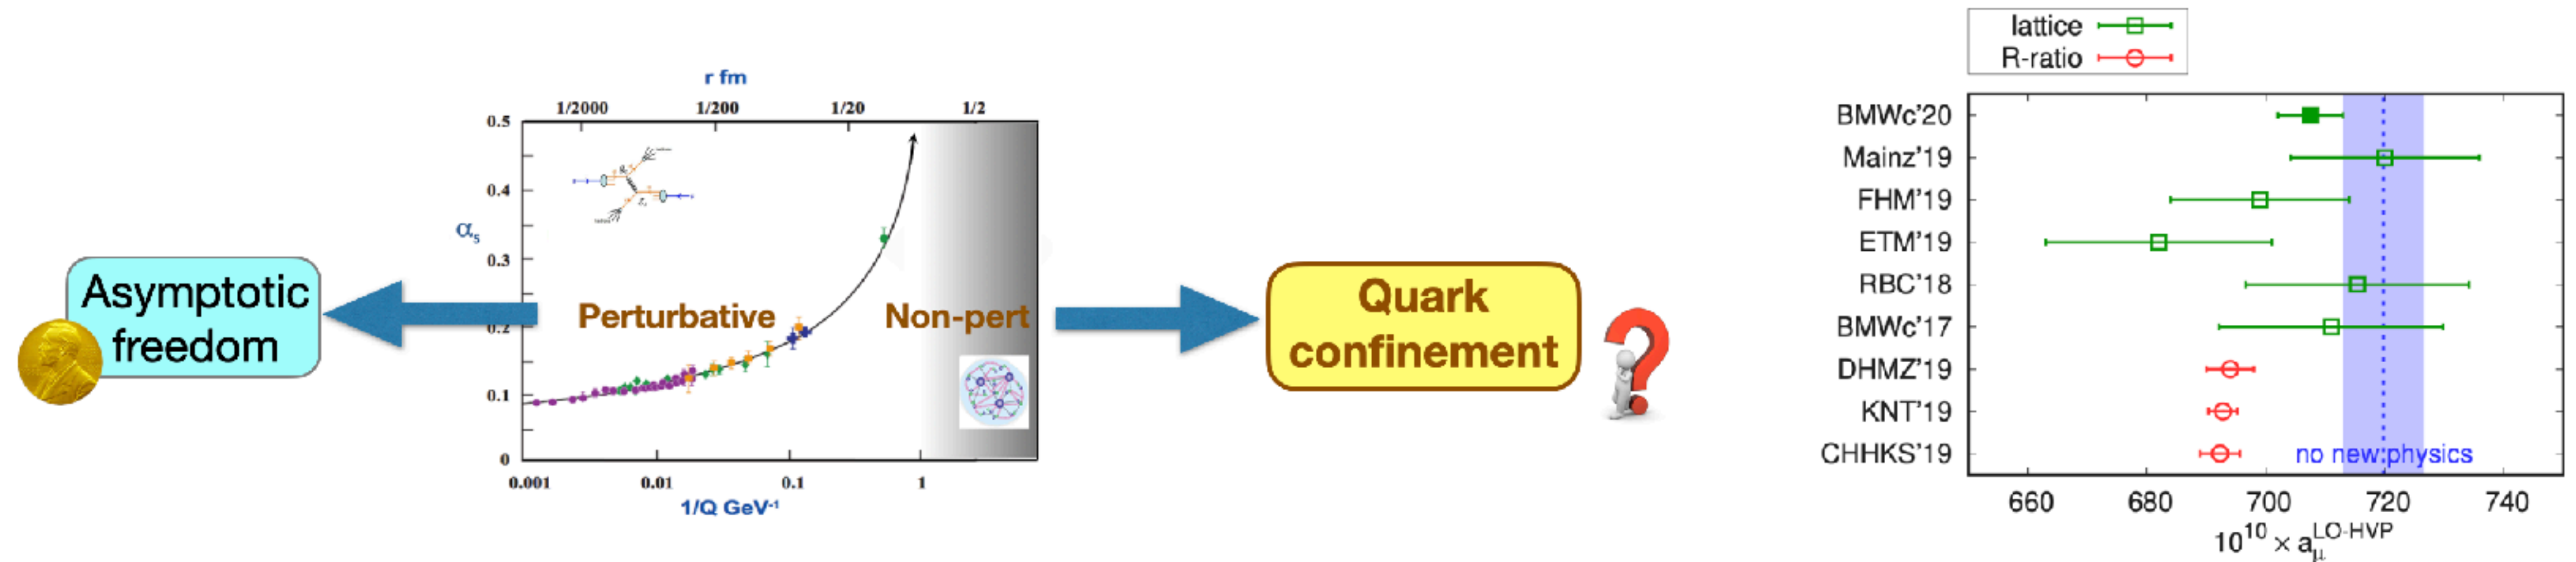 Asymptotic
freedom
r fm
1/2000 1/200 1/20 1/2
0.5
0.4
αs
0.3
0.2
0.1
0
Perturbative
Non-pert
0.001 0.01 0.1 1
1/Q GeV⁻¹
Quark
confinement
?
lattice
R-ratio
BMWc'20
Mainz'19
FHM'19
ETM'19
RBC'18
BMWc'17
DHMZ'19
KNT'19
CHHKS'19
no new physics
660 680 700 720 740
10¹⁰ × aμ^LO-HVP